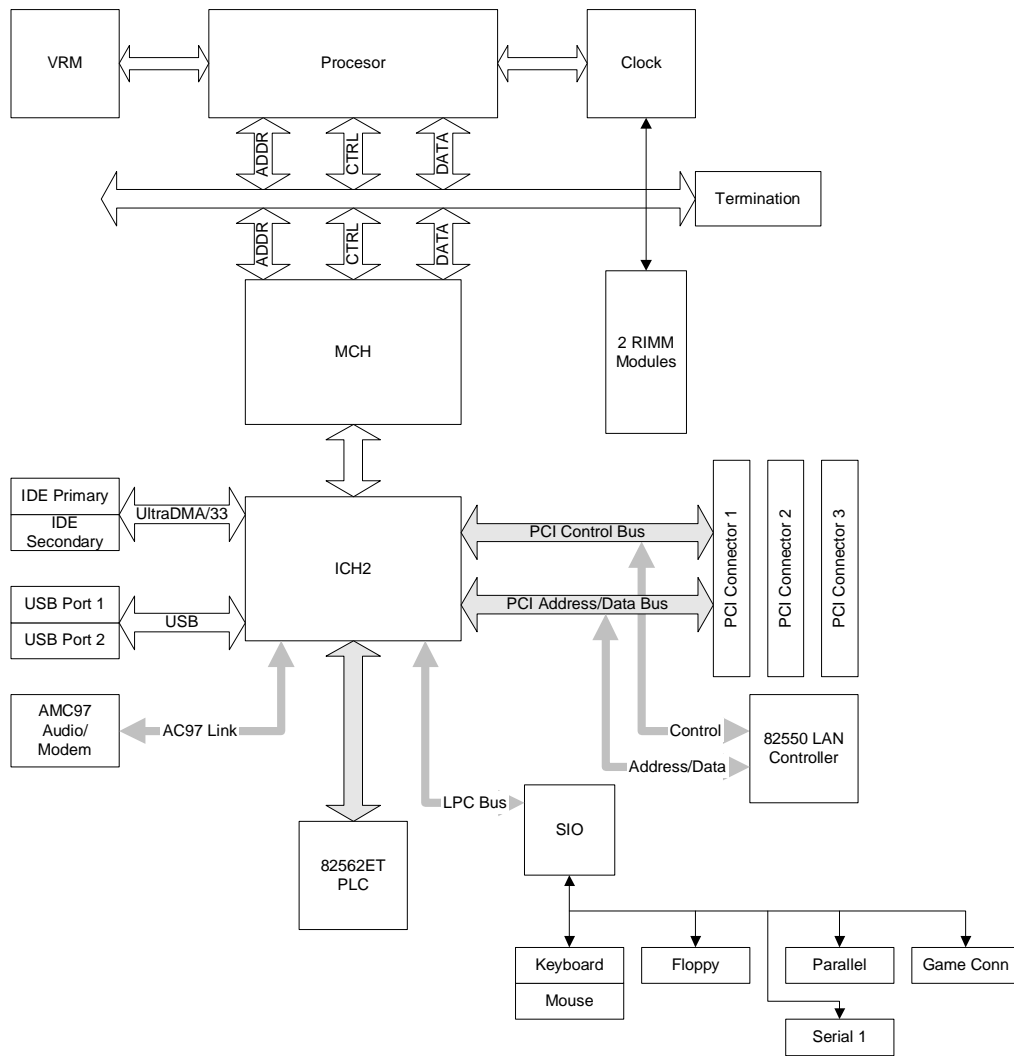 VRM
Procesor
Clock
ADDR
CTRL
DATA
Termination
ADDR
CTRL
DATA
MCH
2 RIMM
Modules
IDE Primary
IDE
Secondary
UltraDMA/33
ICH2
PCI Control Bus
PCI Address/Data Bus
PCI Connector 1
PCI Connector 2
PCI Connector 3
USB Port 1
USB Port 2
USB
AMC97
Audio/
Modem
AC97 Link
Control
Address/Data
82550 LAN
Controller
LPC Bus
SIO
82562ET
PLC
Keyboard
Mouse
Floppy
Parallel
Game Conn
Serial 1